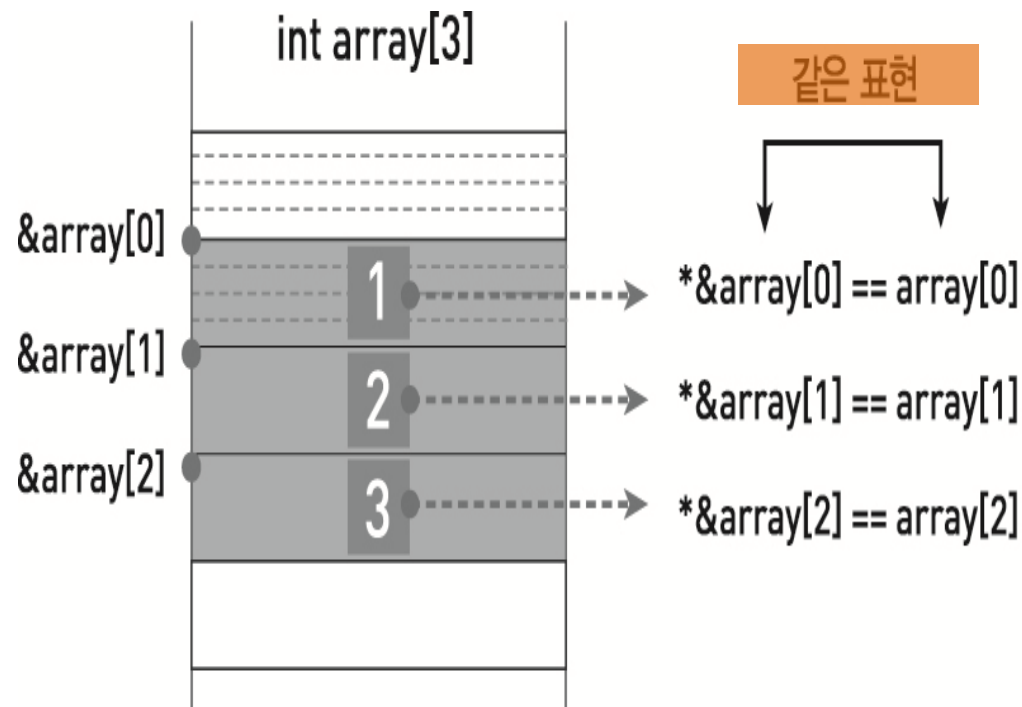 int array[3]
같은 표현
&array[0]
1
*&array[0] == array[0]
&array[1]
2
*&array[1] == array[1]
&array[2]
3
*&array[2] == array[2]